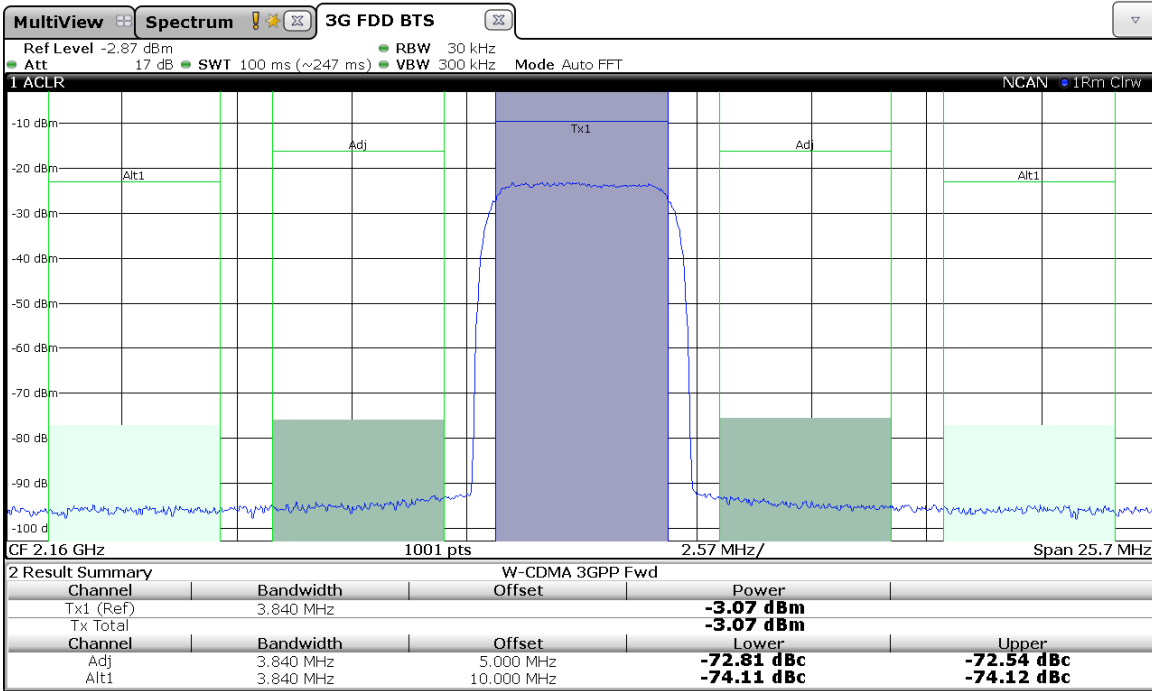 MultiView Spectrum 3G FDD BTS
Ref Level -2.87 dBm RBW 30 kHz
Att 17 dB SWT 100 ms (~247 ms) VBW 300 kHz Mode Auto FFT
1 ACLR NCAN 1Rm Clrw
-10 dBm
Tx1
Adj Adj
-20 dBm
Alt1 Alt1
-30 dBm
-40 dBm
-50 dBm
-60 dBm
-70 dBm
-80 dB
-90 dB
-100 d
CF 2.16 GHz 1001 pts 2.57 MHz/ Span 25.7 MHz
2 Result Summary W-CDMA 3GPP Fwd
Channel Bandwidth Offset Power
Tx1 (Ref) 3.840 MHz -3.07 dBm
Tx Total -3.07 dBm
Channel Bandwidth Offset Lower Upper
Adj 3.840 MHz 5.000 MHz -72.81 dBc -72.54 dBc
Alt1 3.840 MHz 10.000 MHz -74.11 dBc -74.12 dBc